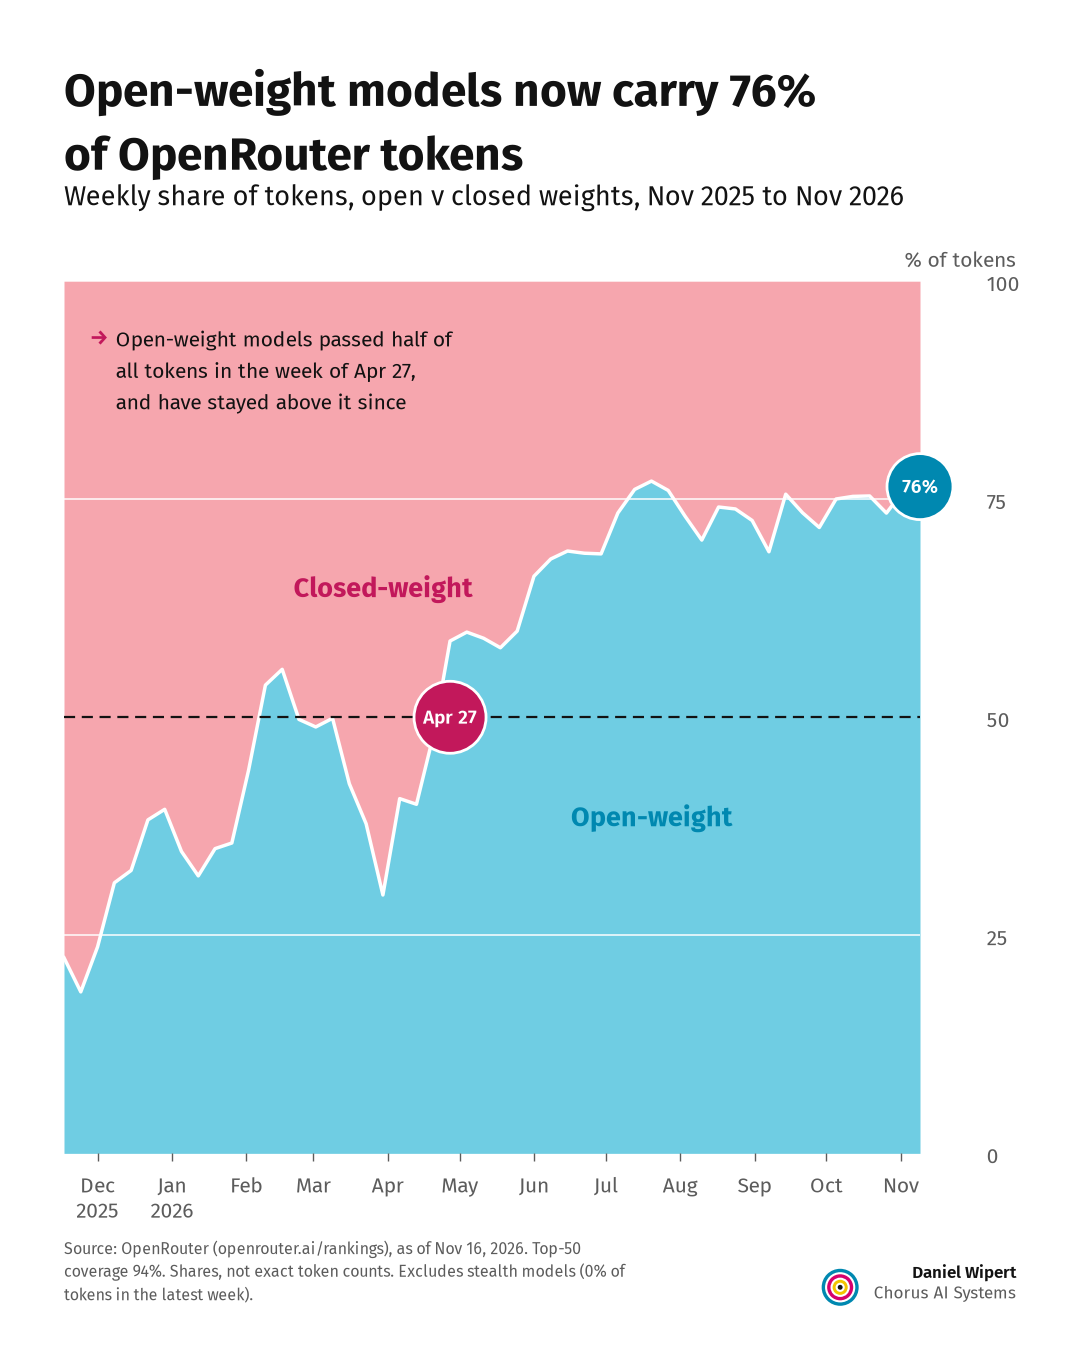 Open-weight models now carry 76%
of OpenRouter tokens
Weekly share of tokens, open v closed weights, Nov 2025 to Nov 2026
% of tokens
100
→ Open-weight models passed half of
all tokens in the week of Apr 27,
and have stayed above it since
76%
75
Closed-weight
Apr 27
50
Open-weight
25
0
Dec Jan Feb Mar Apr May Jun Jul Aug Sep Oct Nov
2025 2026
Source: OpenRouter (openrouter.ai/rankings), as of Nov 16, 2026. Top-50
coverage 94%. Shares, not exact token counts. Excludes stealth models (0% of
tokens in the latest week).
Daniel Wipert
Chorus AI Systems